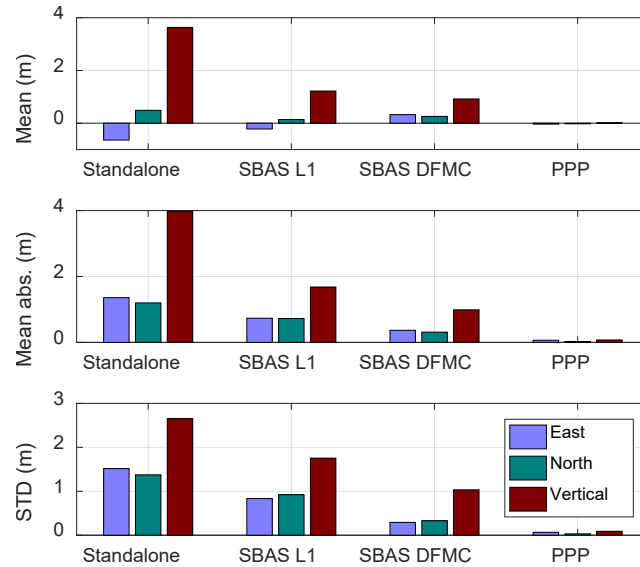 Mean (m)
4
2
0
Standalone SBAS L1 SBAS DFMC PPP
Mean abs. (m)
4
2
0
Standalone SBAS L1 SBAS DFMC PPP
STD (m)
3
2
1
0
East
North
Vertical
Standalone SBAS L1 SBAS DFMC PPP